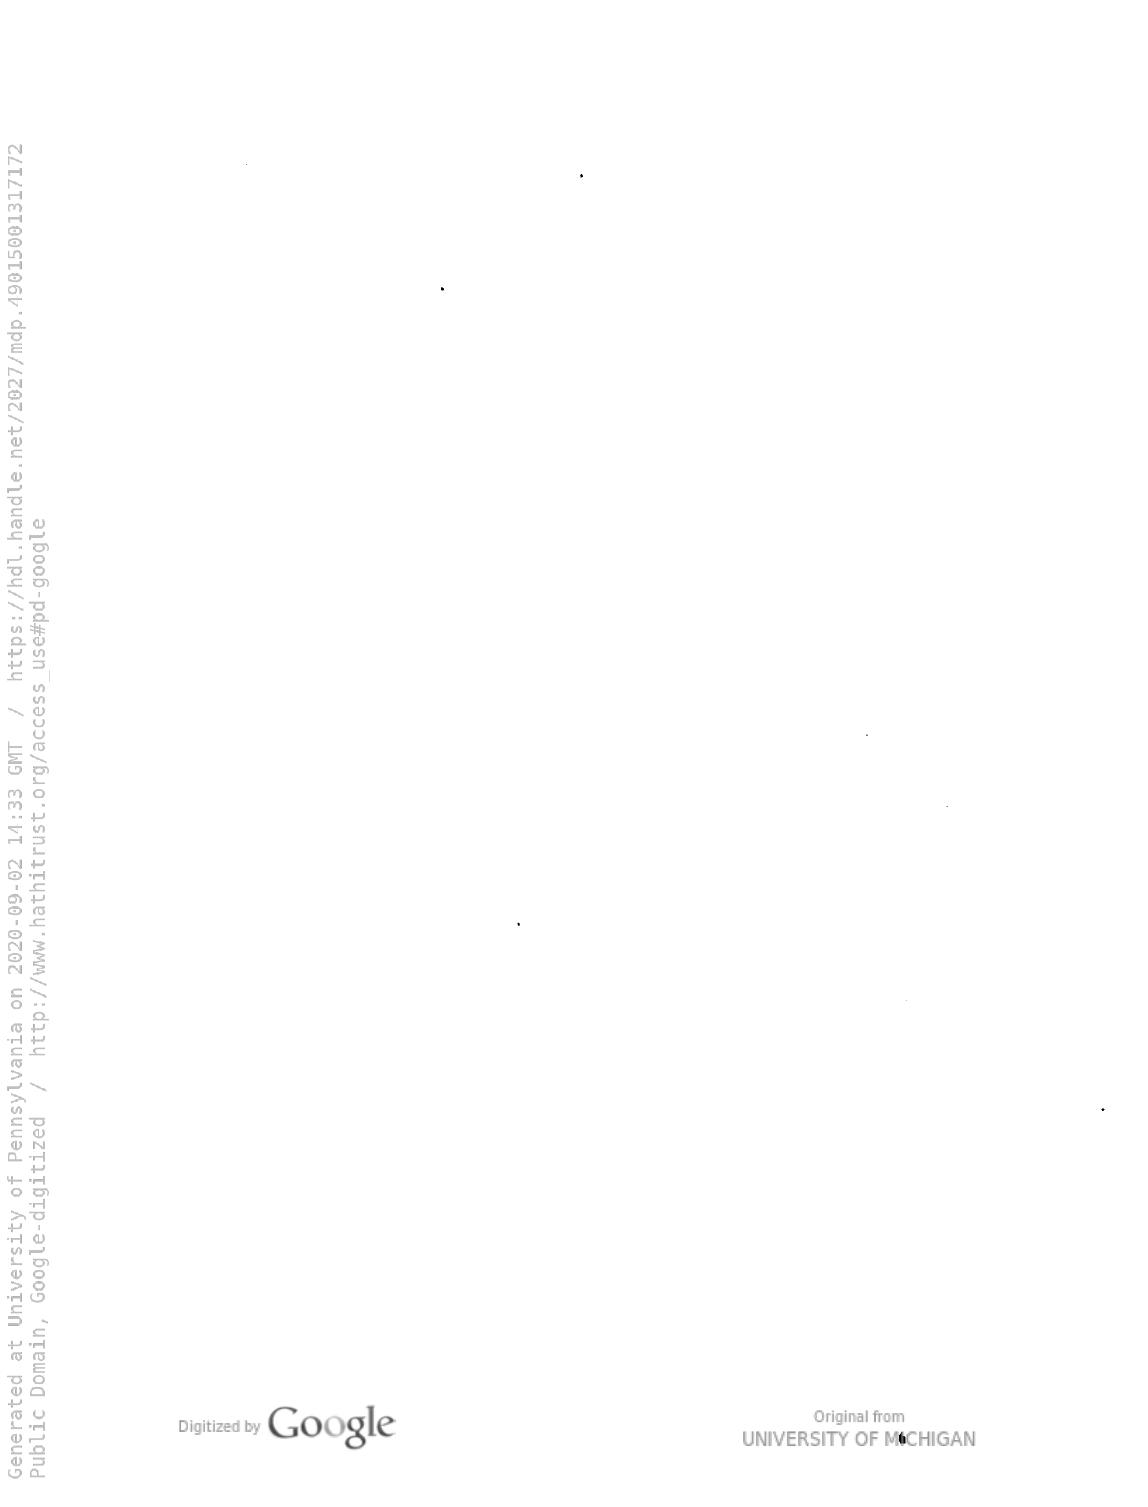 Generated at University of Pennsylvania on 2020-09-02 14:33 GMT / https://hdl.handle.net/2027/mdp.49015001317172
Public Domain, Google-digitized / http://www.hathitrust.org/access_use#pd-google
Digitized by Google
Original from
UNIVERSITY OF MICHIGAN